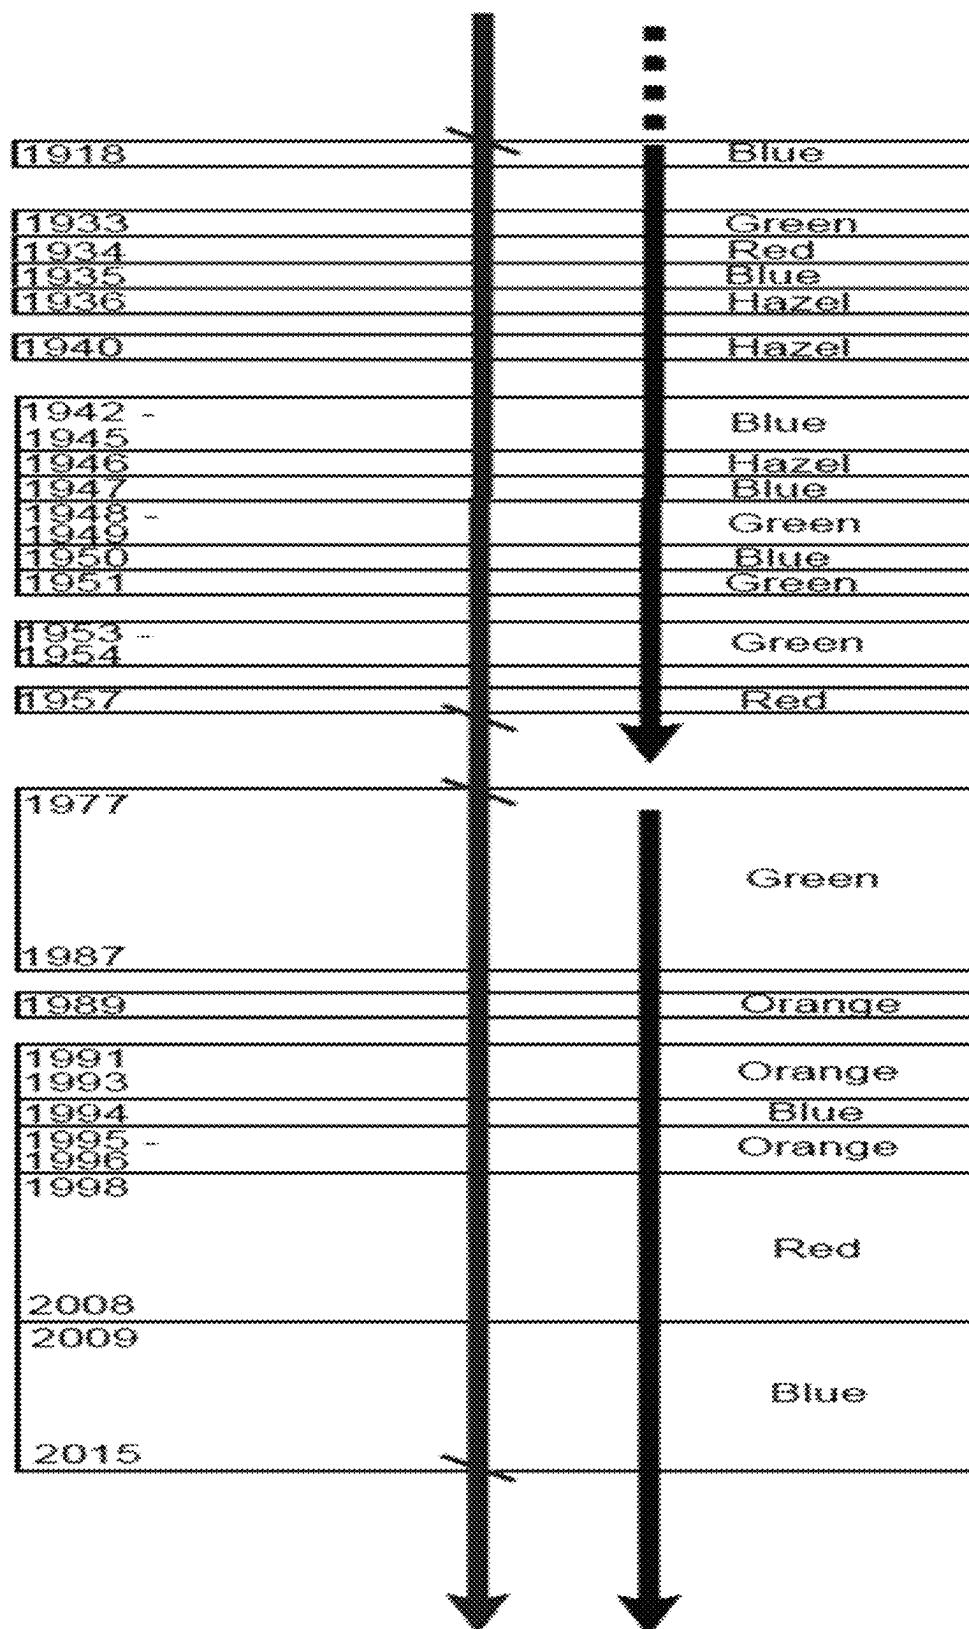 1918 Blue
1933 Green
1934 Red
1935 Blue
1936 Hazel
1940 Hazel
1942 -
1945 Blue
1946 Hazel
1947 Blue
1948 -
1949 Green
1950 Blue
1951 Green
1953 -
1954 Green
1957 Red
1977
Green
1987
1989 Orange
1991
1993 Orange
1994 Blue
1995 -
1996 Orange
1998
Red
2008
2009
Blue
2015